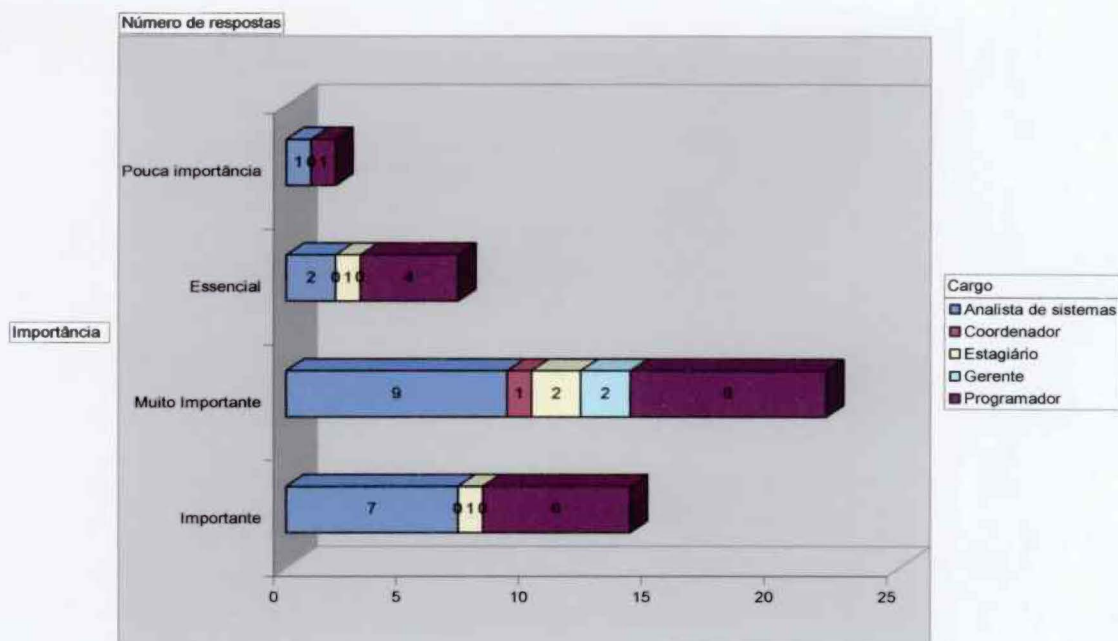 Número de respostas
Pouca importância
1 0 1
Essencial
2 0 1 0 4
Importância
Muito Importante
9 1 2 2 8
Importante
7 0 1 0 6
0 5 10 15 20 25
Cargo
Analista de sistemas
Coordenador
Estagiário
Gerente
Programador